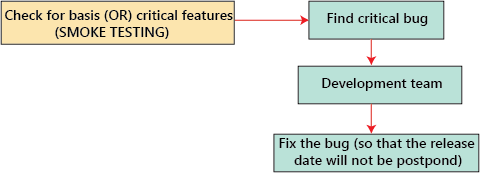 Check for basis (OR) critical features
(SMOKE TESTING)
Find critical bug
Development team
Fix the bug (so that the release
date will not be postpond)